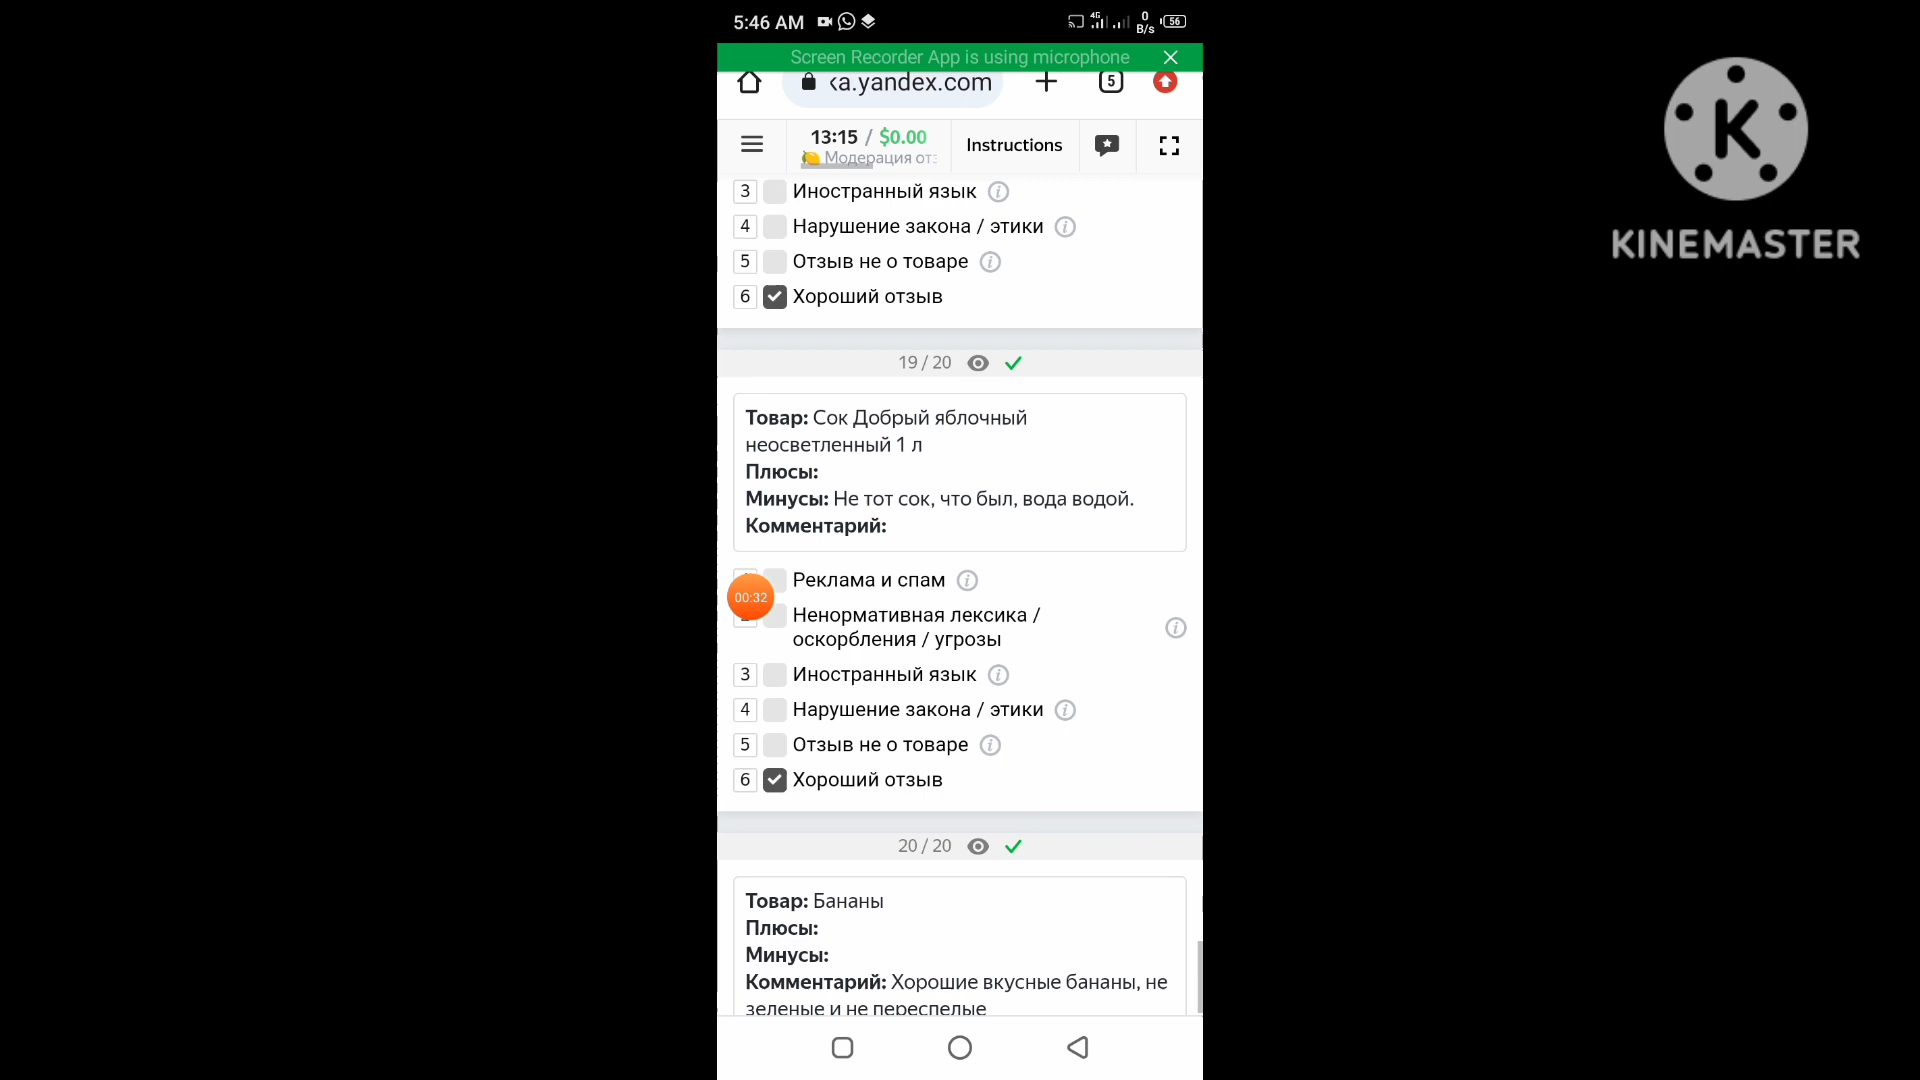 5:46 AM
4G
0
B/s
56
Screen Recorder App is using microphone
ka.yandex.com
5
13:15 / $0.00
Модерация от
Instructions
3 Иностранный язык
4 Нарушение закона / этики
5 Отзыв не о товаре
6 Хороший отзыв
19 / 20
Товар: Сок Добрый яблочный
неосветленный 1 л
Плюсы:
Минусы: Не тот сок, что был, вода водой.
Комментарий:
Реклама и спам
00:32
Ненормативная лексика /
оскорбления / угрозы
3 Иностранный язык
4 Нарушение закона / этики
5 Отзыв не о товаре
6 Хороший отзыв
20 / 20
Товар: Бананы
Плюсы:
Минусы:
Комментарий: Хорошие вкусные бананы, не
зеленые и не переспелые
K
KINEMASTER